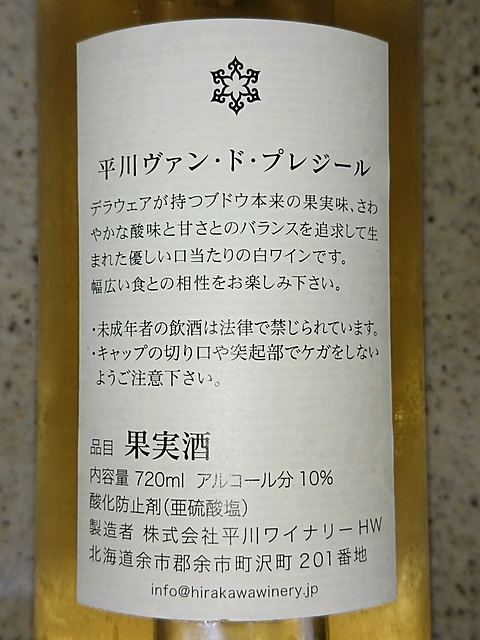 平川ヴァン・ド・プレジール
デラウェアが持つブドウ本来の果実味、さわ
やかな酸味と甘さとのバランスを追求して生
まれた優しい口当たりの白ワインです。
幅広い食との相性をお楽しみ下さい。
・未成年者の飲酒は法律で禁じられています。
・キャップの切り口や突起部でケガをしない
ようご注意下さい。
品目 果実酒
内容量 720ml アルコール分 10%
酸化防止剤(亜硫酸塩)
製造者 株式会社平川ワイナリーHW
北海道余市郡余市町沢町201番地
info@hirakawawinery.jp